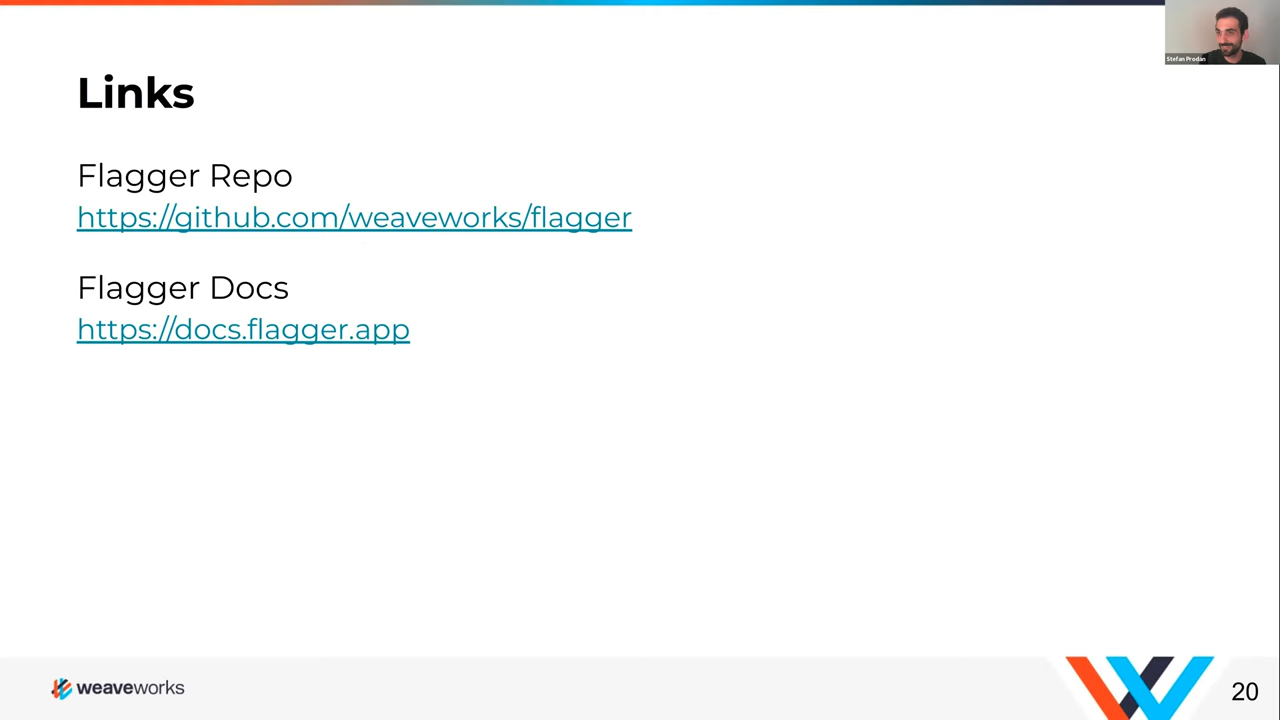 Stefan Prodan
Links
Flagger Repo
https://github.com/weaveworks/flagger
Flagger Docs
https://docs.flagger.app
weaveworks
20